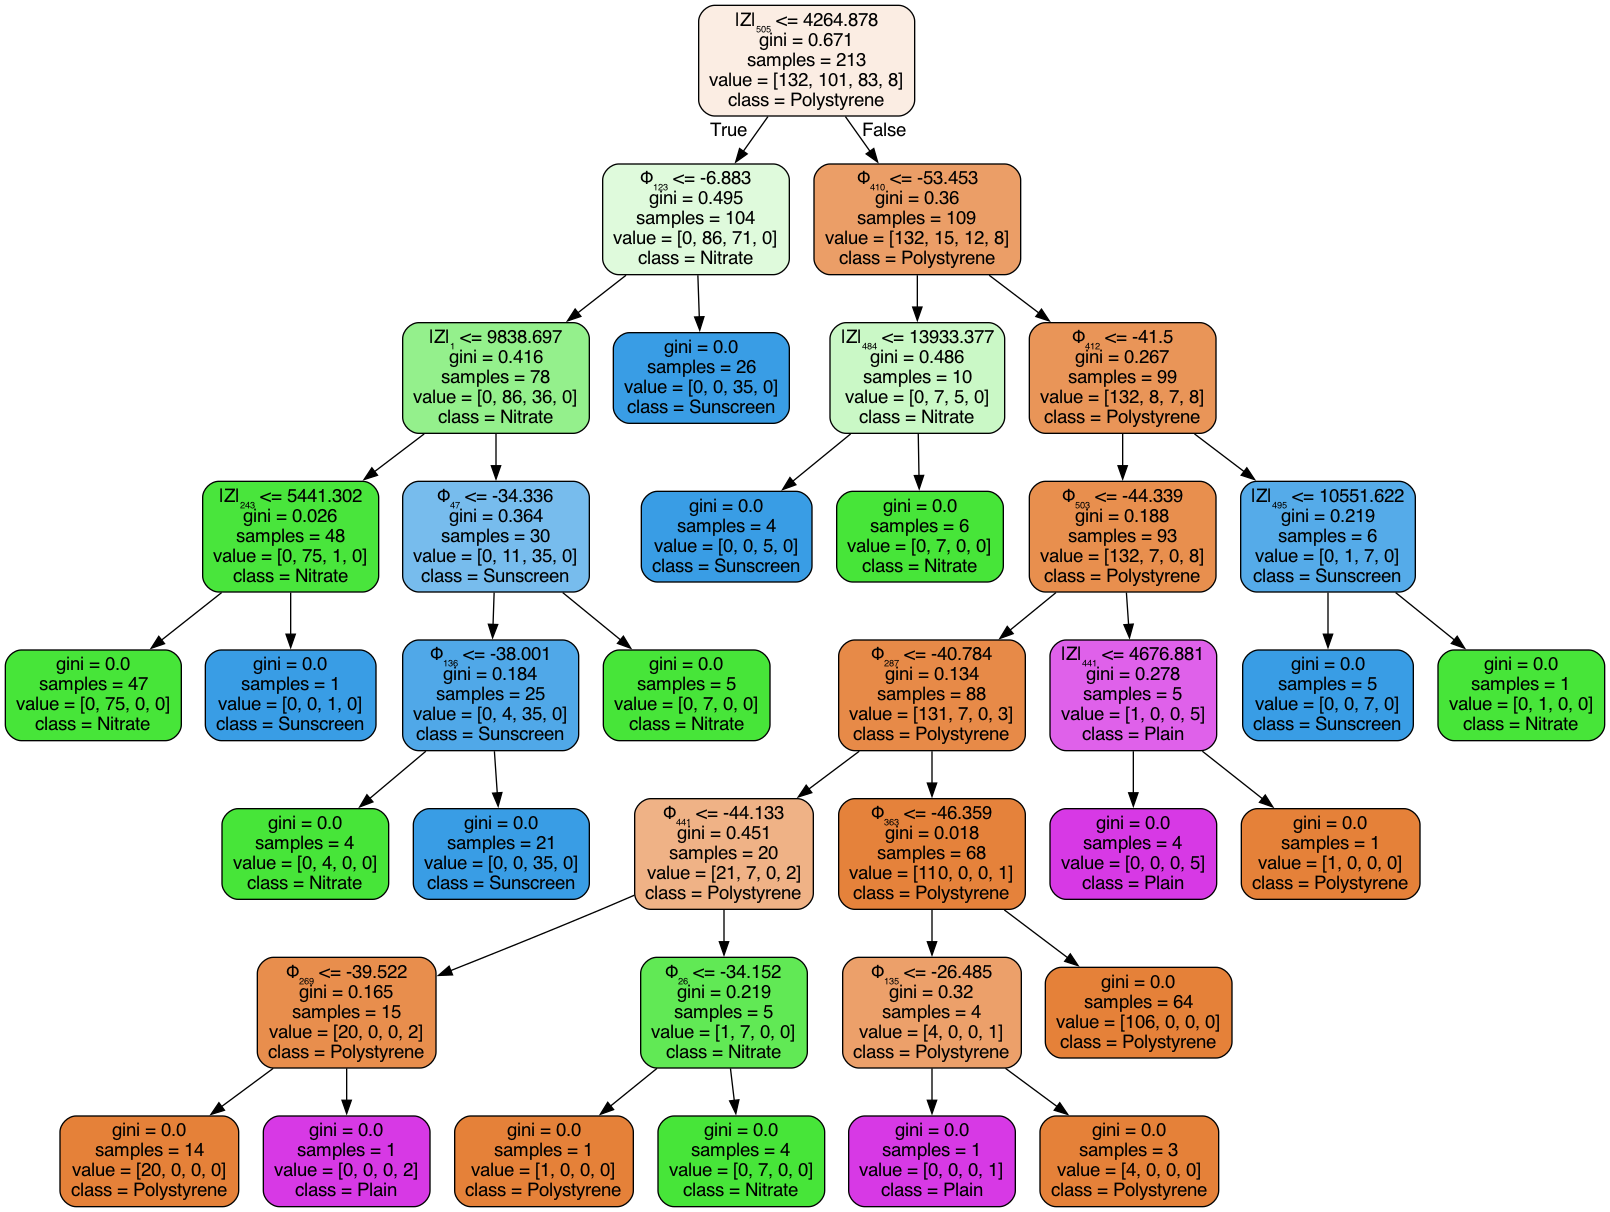 |Z|₅₀₅ <= 4264.878
gini = 0.671
samples = 213
value = [132, 101, 83, 8]
class = Polystyrene
True
False
Φ₁₂₃ <= -6.883
gini = 0.495
samples = 104
value = [0, 86, 71, 0]
class = Nitrate
Φ₄₁₀ <= -53.453
gini = 0.36
samples = 109
value = [132, 15, 12, 8]
class = Polystyrene
|Z|₁ <= 9838.697
gini = 0.416
samples = 78
value = [0, 86, 36, 0]
class = Nitrate
gini = 0.0
samples = 26
value = [0, 0, 35, 0]
class = Sunscreen
|Z|₄₈₄ <= 13933.377
gini = 0.486
samples = 10
value = [0, 7, 5, 0]
class = Nitrate
Φ₄₁₂ <= -41.5
gini = 0.267
samples = 99
value = [132, 8, 7, 8]
class = Polystyrene
|Z|₂₄₃ <= 5441.302
gini = 0.026
samples = 48
value = [0, 75, 1, 0]
class = Nitrate
Φ₄₇ <= -34.336
gini = 0.364
samples = 30
value = [0, 11, 35, 0]
class = Sunscreen
gini = 0.0
samples = 4
value = [0, 0, 5, 0]
class = Sunscreen
gini = 0.0
samples = 6
value = [0, 7, 0, 0]
class = Nitrate
Φ₅₀₃ <= -44.339
gini = 0.188
samples = 93
value = [132, 7, 0, 8]
class = Polystyrene
|Z|₄₉₅ <= 10551.622
gini = 0.219
samples = 6
value = [0, 1, 7, 0]
class = Sunscreen
gini = 0.0
samples = 47
value = [0, 75, 0, 0]
class = Nitrate
gini = 0.0
samples = 1
value = [0, 0, 1, 0]
class = Sunscreen
Φ₁₃₆ <= -38.001
gini = 0.184
samples = 25
value = [0, 4, 35, 0]
class = Sunscreen
gini = 0.0
samples = 5
value = [0, 7, 0, 0]
class = Nitrate
Φ₂₈₇ <= -40.784
gini = 0.134
samples = 88
value = [131, 7, 0, 3]
class = Polystyrene
|Z|₄₄₁ <= 4676.881
gini = 0.278
samples = 5
value = [1, 0, 0, 5]
class = Plain
gini = 0.0
samples = 5
value = [0, 0, 7, 0]
class = Sunscreen
gini = 0.0
samples = 1
value = [0, 1, 0, 0]
class = Nitrate
gini = 0.0
samples = 4
value = [0, 4, 0, 0]
class = Nitrate
gini = 0.0
samples = 21
value = [0, 0, 35, 0]
class = Sunscreen
Φ₄₄₁ <= -44.133
gini = 0.451
samples = 20
value = [21, 7, 0, 2]
class = Polystyrene
Φ₃₆₃ <= -46.359
gini = 0.018
samples = 68
value = [110, 0, 0, 1]
class = Polystyrene
gini = 0.0
samples = 4
value = [0, 0, 0, 5]
class = Plain
gini = 0.0
samples = 1
value = [1, 0, 0, 0]
class = Polystyrene
Φ₂₆₉ <= -39.522
gini = 0.165
samples = 15
value = [20, 0, 0, 2]
class = Polystyrene
Φ₂₆ <= -34.152
gini = 0.219
samples = 5
value = [1, 7, 0, 0]
class = Nitrate
Φ₁₃₅ <= -26.485
gini = 0.32
samples = 4
value = [4, 0, 0, 1]
class = Polystyrene
gini = 0.0
samples = 64
value = [106, 0, 0, 0]
class = Polystyrene
gini = 0.0
samples = 14
value = [20, 0, 0, 0]
class = Polystyrene
gini = 0.0
samples = 1
value = [0, 0, 0, 2]
class = Plain
gini = 0.0
samples = 1
value = [1, 0, 0, 0]
class = Polystyrene
gini = 0.0
samples = 4
value = [0, 7, 0, 0]
class = Nitrate
gini = 0.0
samples = 1
value = [0, 0, 0, 1]
class = Plain
gini = 0.0
samples = 3
value = [4, 0, 0, 0]
class = Polystyrene